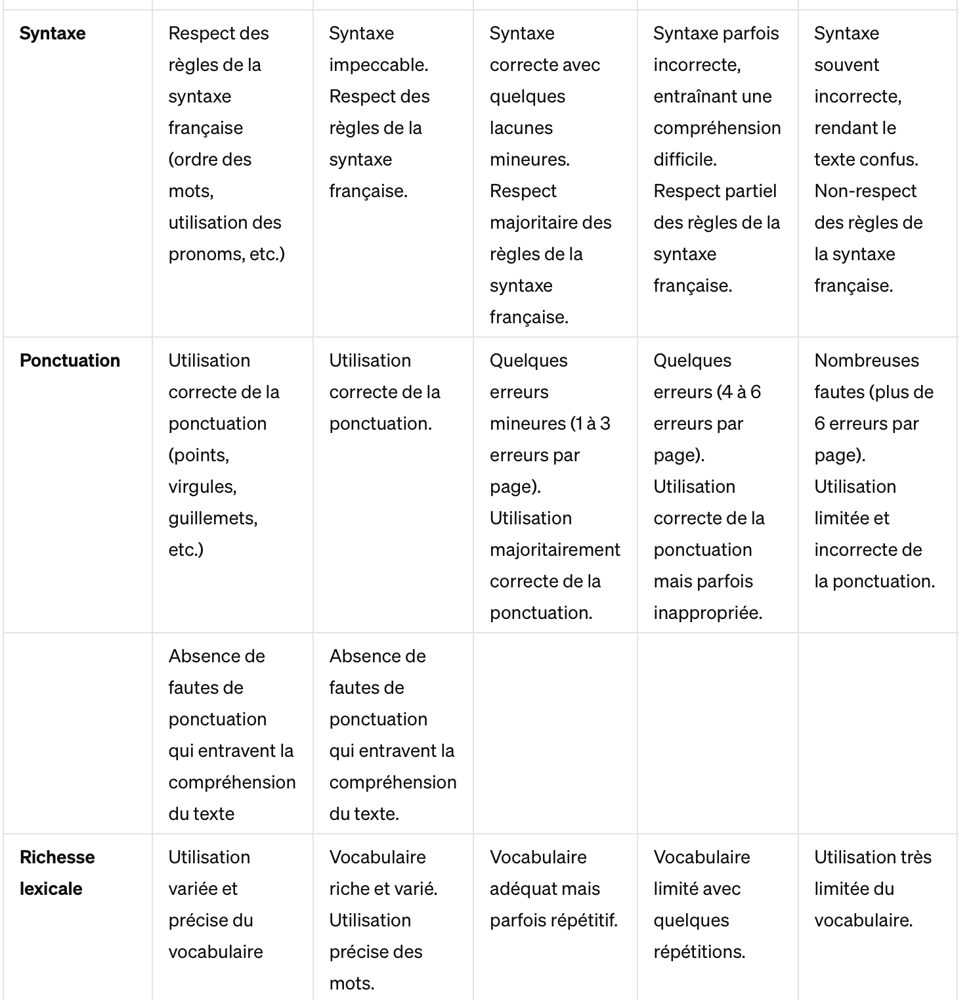 Syntaxe
Respect des
règles de la
syntaxe
française
(ordre des
mots,
utilisation des
pronoms, etc.)
Syntaxe
impeccable.
Respect des
règles de la
syntaxe
française.
Syntaxe
correcte avec
quelques
lacunes
mineures.
Respect
majoritaire des
règles de la
syntaxe
française.
Syntaxe parfois
incorrecte,
entraînant une
compréhension
difficile.
Respect partiel
des règles de la
syntaxe
française.
Syntaxe
souvent
incorrecte,
rendant le
texte confus.
Non-respect
des règles de
la syntaxe
française.
Ponctuation
Utilisation
correcte de la
ponctuation
(points,
virgules,
guillemets,
etc.)
Utilisation
correcte de la
ponctuation.
Quelques
erreurs
mineures (1 à 3
erreurs par
page).
Utilisation
majoritairement
correcte de la
ponctuation.
Quelques
erreurs (4 à 6
erreurs par
page).
Utilisation
correcte de la
ponctuation
mais parfois
inappropriée.
Nombreuses
fautes (plus de
6 erreurs par
page).
Utilisation
limitée et
incorrecte de
la ponctuation.
Absence de
fautes de
ponctuation
qui entravent la
compréhension
du texte
Absence de
fautes de
ponctuation
qui entravent la
compréhension
du texte.
Richesse
lexicale
Utilisation
variée et
précise du
vocabulaire
Vocabulaire
riche et varié.
Utilisation
précise des
mots.
Vocabulaire
adéquat mais
parfois répétitif.
Vocabulaire
limité avec
quelques
répétitions.
Utilisation très
limitée du
vocabulaire.